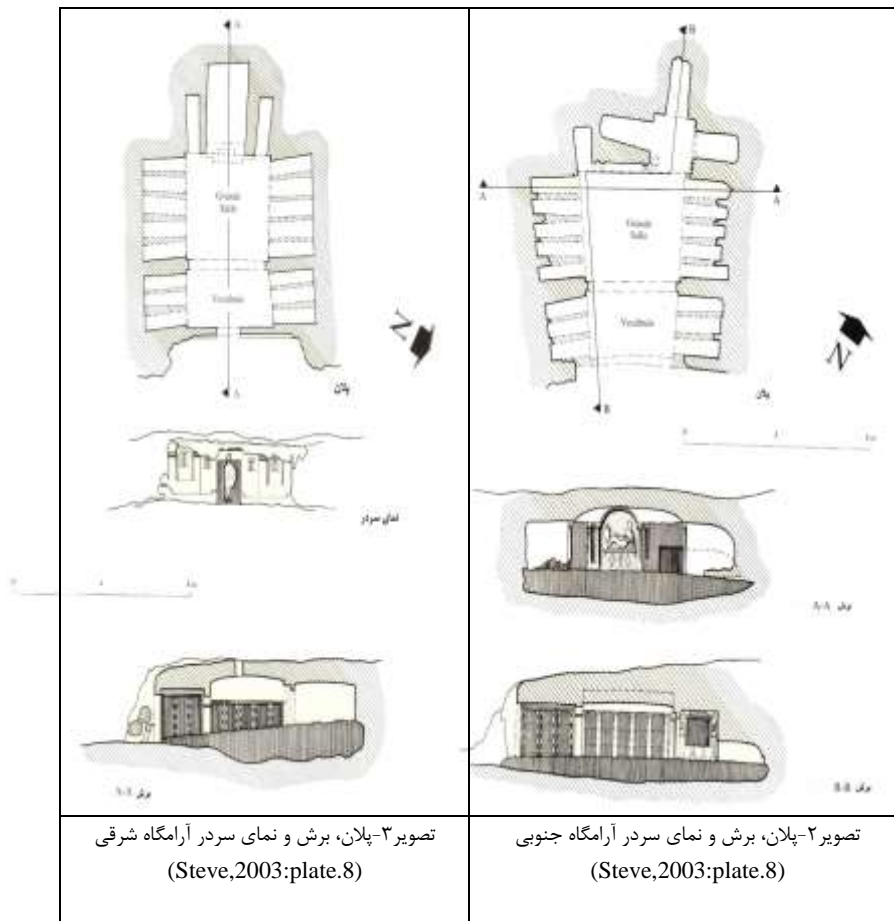 A
Grande
Salle
Vestibule
A
N
پلان
نمای سردر
برش A-A
تصویر۳-پلان، برش و نمای سردر آرامگاه شرقی
(Steve,2003:plate.8)
B
A
A
Grande
Salle
Vestibule
B
N
پلان
برش A-A
برش B-B
تصویر۲-پلان، برش و نمای سردر آرامگاه جنوبی
(Steve,2003:plate.8)